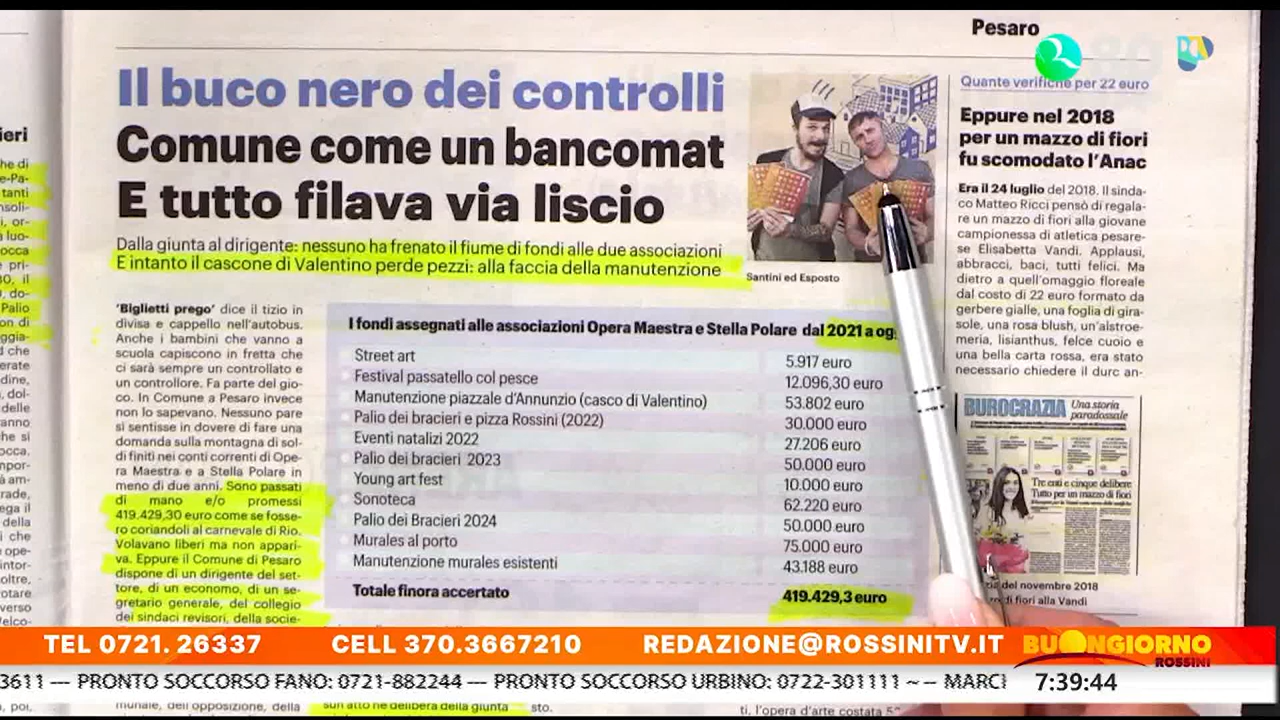 Pesaro
Il buco nero dei controlli
Comune come un bancomat
E tutto filava via liscio
Dalla giunta al dirigente: nessuno ha frenato il fiume di fondi alle due associazioni
E intanto il cascone di Valentino perde pezzi: alla faccia della manutenzione
Santini ed Esposto
'Biglietti prego' dice il tizio in
divisa e cappello nell'autobus.
Anche i bambini che vanno a
scuola capiscono in fretta che
ci sarà sempre un controllato e
un controllore. Fa parte del gio-
co. In Comune a Pesaro invece
non lo sapevano. Nessuno pare
si sentisse in dovere di fare una
domanda sulla montagna di sol-
di finiti nei conti correnti di Ope-
ra Maestra e a Stella Polare in
meno di due anni. Sono passati
di mano e/o promessi
419.429,30 euro come se fosse-
ro coriandoli al carnevale di Rio.
Volavano liberi ma non appari-
va. Eppure il Comune di Pesaro
dispone di un dirigente del set-
tore, di un economo, di un se-
gretario generale, del collegio
dei sindaci revisori, della socie-
I fondi assegnati alle associazioni Opera Maestra e Stella Polare dal 2021 a og
Street art 5.917 euro
Festival passatello col pesce 12.096,30 euro
Manutenzione piazzale d'Annunzio (casco di Valentino) 53.802 euro
Palio dei bracieri e pizza Rossini (2022) 30.000 euro
Eventi natalizi 2022 27.206 euro
Palio dei bracieri 2023 50.000 euro
Young art fest 10.000 euro
Sonoteca 62.220 euro
Palio dei Bracieri 2024 50.000 euro
Murales al porto 75.000 euro
Manutenzione murales esistenti 43.188 euro
Totale finora accertato 419.429,3 euro
Quante verifiche per 22 euro
Eppure nel 2018
per un mazzo di fiori
fu scomodato l'Anac
Era il 24 luglio del 2018. Il sinda-
co Matteo Ricci pensò di regala-
re un mazzo di fiori alla giovane
campionessa di atletica pesare-
se Elisabetta Vandi. Applausi,
abbracci, baci, tutti felici. Ma
dietro a quell'omaggio floreale
dal costo di 22 euro formato da
gerbere gialle, una foglia di gira-
sole, una rosa blush, un'alstroe-
meria, lisianthus, felce cuoio e
una bella carta rossa, era stato
necessario chiedere il durc an-
BUROCRAZIA Una storia
paradossale
Tre enti e cinque delibere
Tutto per un mazzo di fiori
del novembre 2018
di fiori alla Vandi
TEL 0721. 26337 CELL 370.3667210 REDAZIONE@ROSSINITV.IT BUONGIORNO
ROSSINI
3611 --- PRONTO SOCCORSO FANO: 0721-882244 --- PRONTO SOCCORSO URBINO: 0722-301111 ~ -- MARCI 7:39:44
munale, dell'opposizione, della
sun atto né delibera della giunta sto.
ti, l'opera d'arte costata